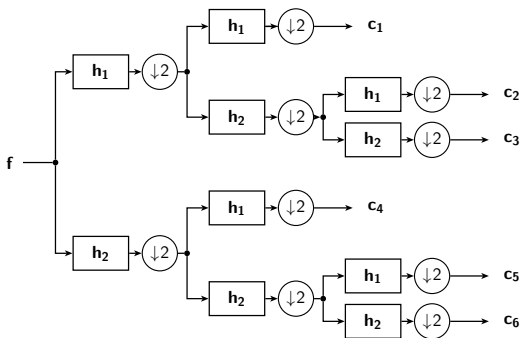 h₁ ↓2 c₁
h₁ ↓2
h₂ ↓2 h₁ ↓2 c₂
h₂ ↓2 c₃
f
h₁ ↓2 c₄
h₂ ↓2
h₂ ↓2 h₁ ↓2 c₅
h₂ ↓2 c₆